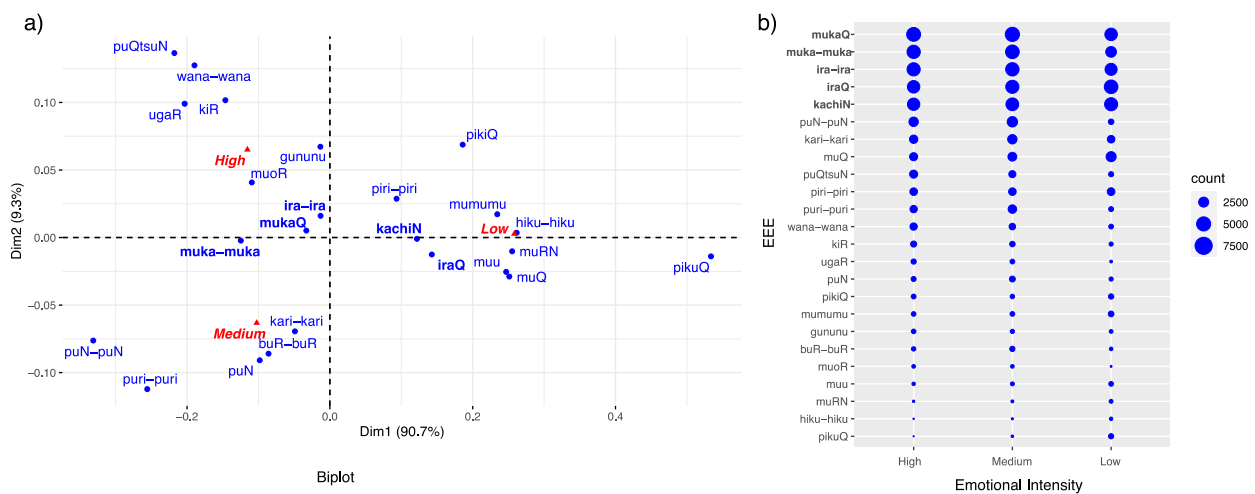 a)
puQtsuN
wana−wana
ugaR
kiR
High
gununu
muoR
ira−ira
mukaQ
muka−muka
pikiQ
piri−piri
mumumu
kachiN
Low
hiku−hiku
iraQ
muRN
muu
muQ
pikuQ
Medium
kari−kari
buR−buR
puN
puN−puN
puri−puri
0.10
0.05
0.00
−0.05
−0.10
Dim2 (9.3%)
−0.2
0.0
0.2
0.4
Dim1 (90.7%)
Biplot
b)
mukaQ
muka−muka
ira−ira
iraQ
kachiN
puN−puN
kari−kari
muQ
puQtsuN
piri−piri
puri−puri
wana−wana
kiR
ugaR
puN
pikiQ
mumumu
gununu
buR−buR
muoR
muu
muRN
hiku−hiku
pikuQ
EEE
High
Medium
Low
Emotional Intensity
count
2500
5000
7500